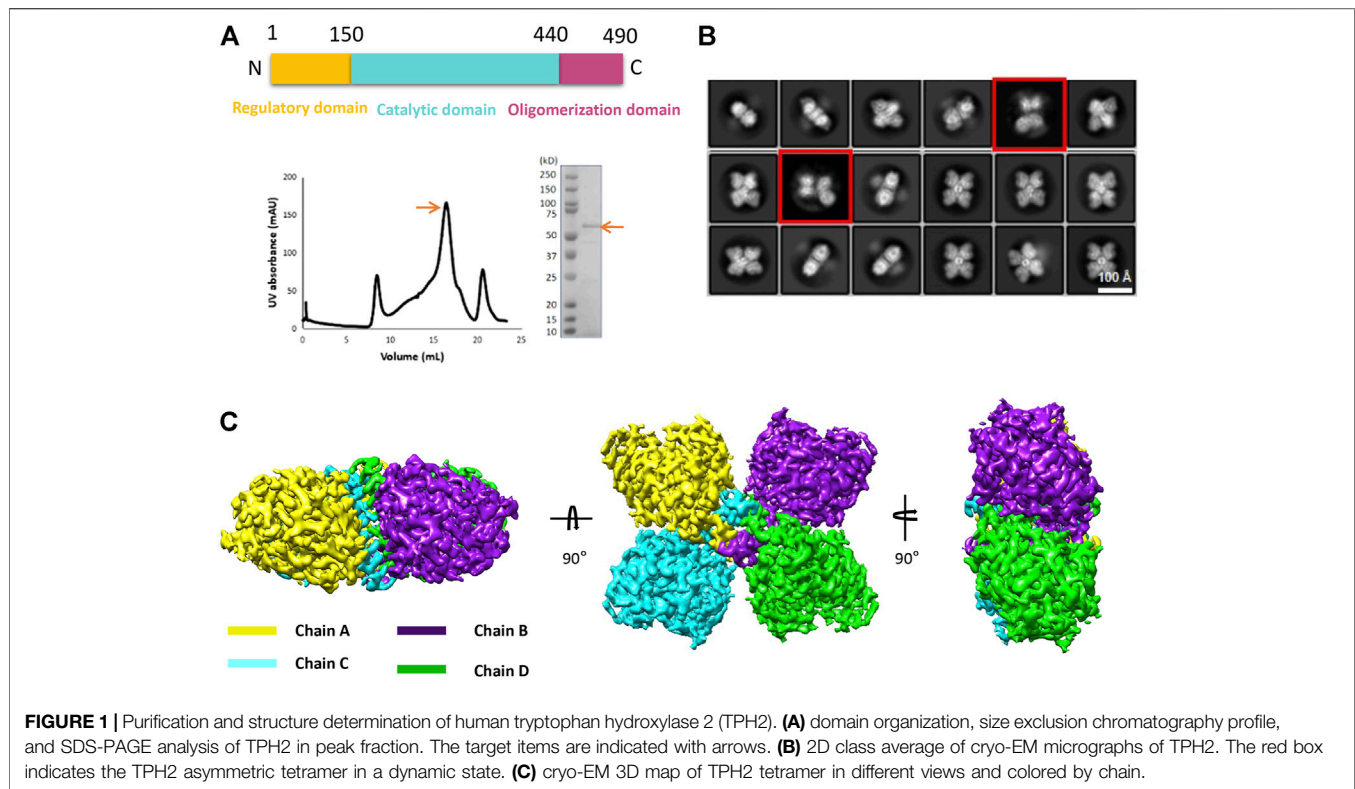 A
1 150 440 490
N C
Regulatory domain Catalytic domain Oligomerization domain
UV absorbance (mAU)
200
150
100
50
0
0 5 10 15 20 25
Volume (mL)
(kD)
250
150
100
75
50
37
25
20
15
10
B
100 Å
C
90°
90°
Chain A Chain B
Chain C Chain D
FIGURE 1 | Purification and structure determination of human tryptophan hydroxylase 2 (TPH2). (A) domain organization, size exclusion chromatography profile,
and SDS-PAGE analysis of TPH2 in peak fraction. The target items are indicated with arrows. (B) 2D class average of cryo-EM micrographs of TPH2. The red box
indicates the TPH2 asymmetric tetramer in a dynamic state. (C) cryo-EM 3D map of TPH2 tetramer in different views and colored by chain.